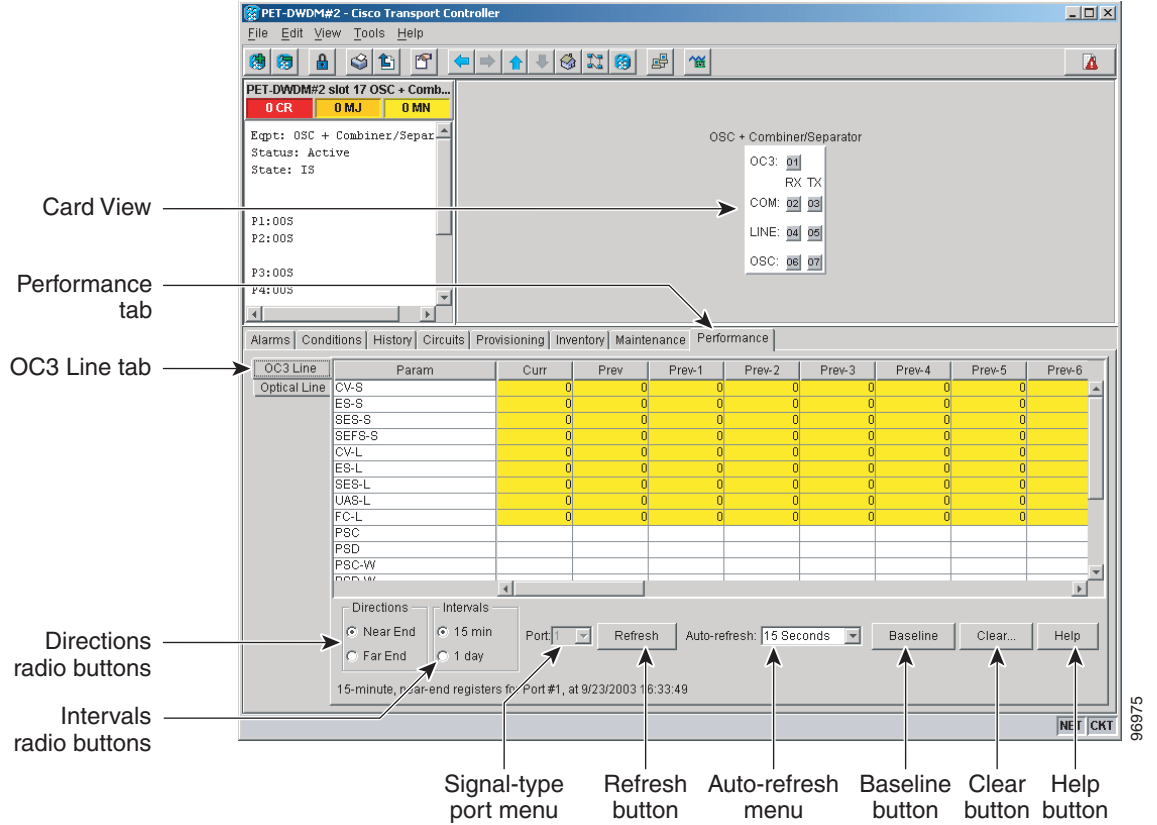 PET-DWDM#2 - Cisco Transport Controller
File Edit View Tools Help
PET-DWDM#2 slot 17 OSC + Comb...
0 CR 0 MJ 0 MN
Eqpt: OSC + Combiner/Separ
Status: Active
State: IS
P1:OOS
P2:OOS
P3:OOS
P4:OOS
OSC + Combiner/Separator
OC3: 01
RX TX
COM: 02 03
LINE: 04 05
OSC: 06 07
Card View
Performance
tab
OC3 Line tab
Alarms Conditions History Circuits Provisioning Inventory Maintenance Performance
OC3 Line
Optical Line
Param Curr Prev Prev-1 Prev-2 Prev-3 Prev-4 Prev-5 Prev-6
CV-S 0 0 0 0 0 0 0
ES-S 0 0 0 0 0 0 0
SES-S 0 0 0 0 0 0 0
SEFS-S 0 0 0 0 0 0 0
CV-L 0 0 0 0 0 0 0
ES-L 0 0 0 0 0 0 0
SES-L 0 0 0 0 0 0 0
UAS-L 0 0 0 0 0 0 0
FC-L 0 0 0 0 0 0 0
PSC
PSD
PSC-W
PSD-W
Directions Intervals
Near End 15 min Port: 1 Refresh Auto-refresh: 15 Seconds Baseline Clear... Help
Far End 1 day
15-minute, near-end registers for Port #1, at 9/23/2003 16:33:49
NET CKT
Directions
radio buttons
Intervals
radio buttons
Signal-type
port menu
Refresh
button
Auto-refresh
menu
Baseline
button
Clear
button
Help
button
96975